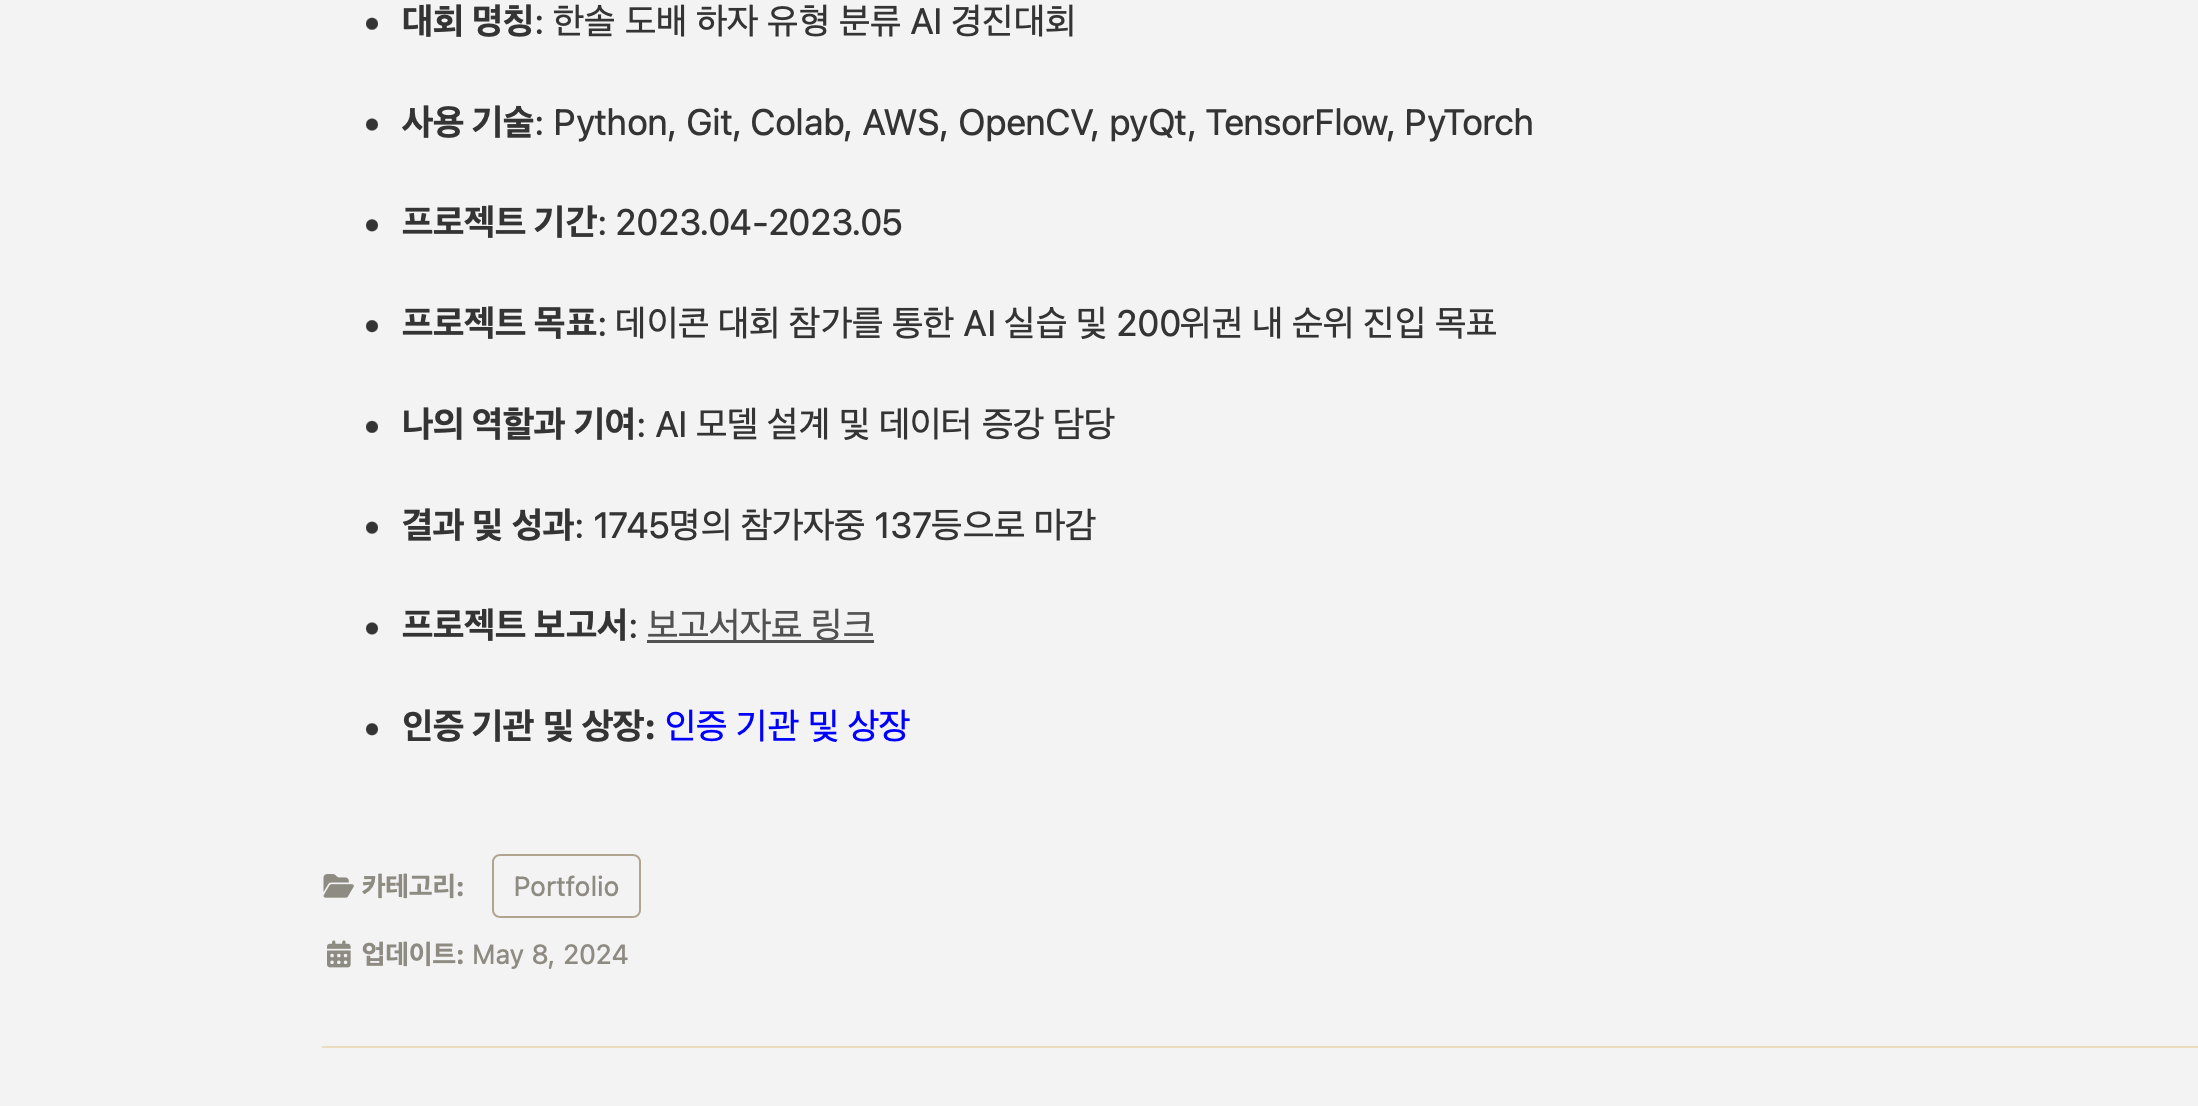 대회 명칭: 한솔 도배 하자 유형 분류 AI 경진대회
사용 기술: Python, Git, Colab, AWS, OpenCV, pyQt, TensorFlow, PyTorch
프로젝트 기간: 2023.04-2023.05
프로젝트 목표: 데이콘 대회 참가를 통한 AI 실습 및 200위권 내 순위 진입 목표
나의 역할과 기여: AI 모델 설계 및 데이터 증강 담당
결과 및 성과: 1745명의 참가자중 137등으로 마감
프로젝트 보고서: 보고서자료 링크
인증 기관 및 상장: 인증 기관 및 상장
카테고리: Portfolio
업데이트: May 8, 2024